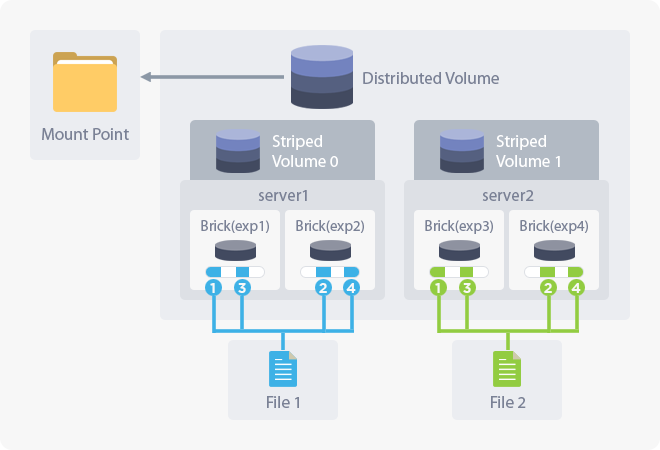 Distributed Volume
Mount Point
Striped
Volume 0
Striped
Volume 1
server1
server2
Brick(exp1)
Brick(exp2)
Brick(exp3)
Brick(exp4)
1
3
2
4
1
3
2
4
File 1
File 2